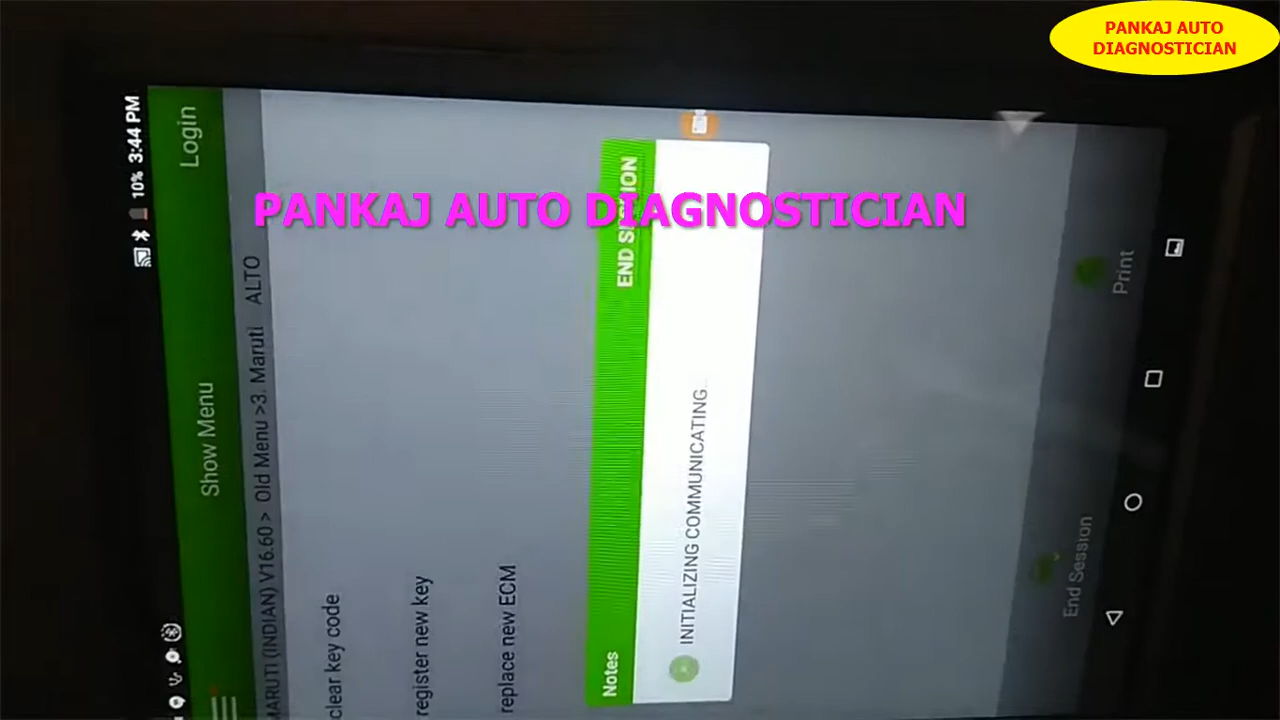 PANKAJ AUTO
DIAGNOSTICIAN
PANKAJ AUTO DIAGNOSTICIAN
10% 3:44 PM
Show Menu
Login
MARUTI (INDIAN) V16.60 > Old Menu >3. Maruti ALTO
clear key code
register new key
replace new ECM
Notes
END SESSION
INITIALIZING COMMUNICATING...
End Session
Print